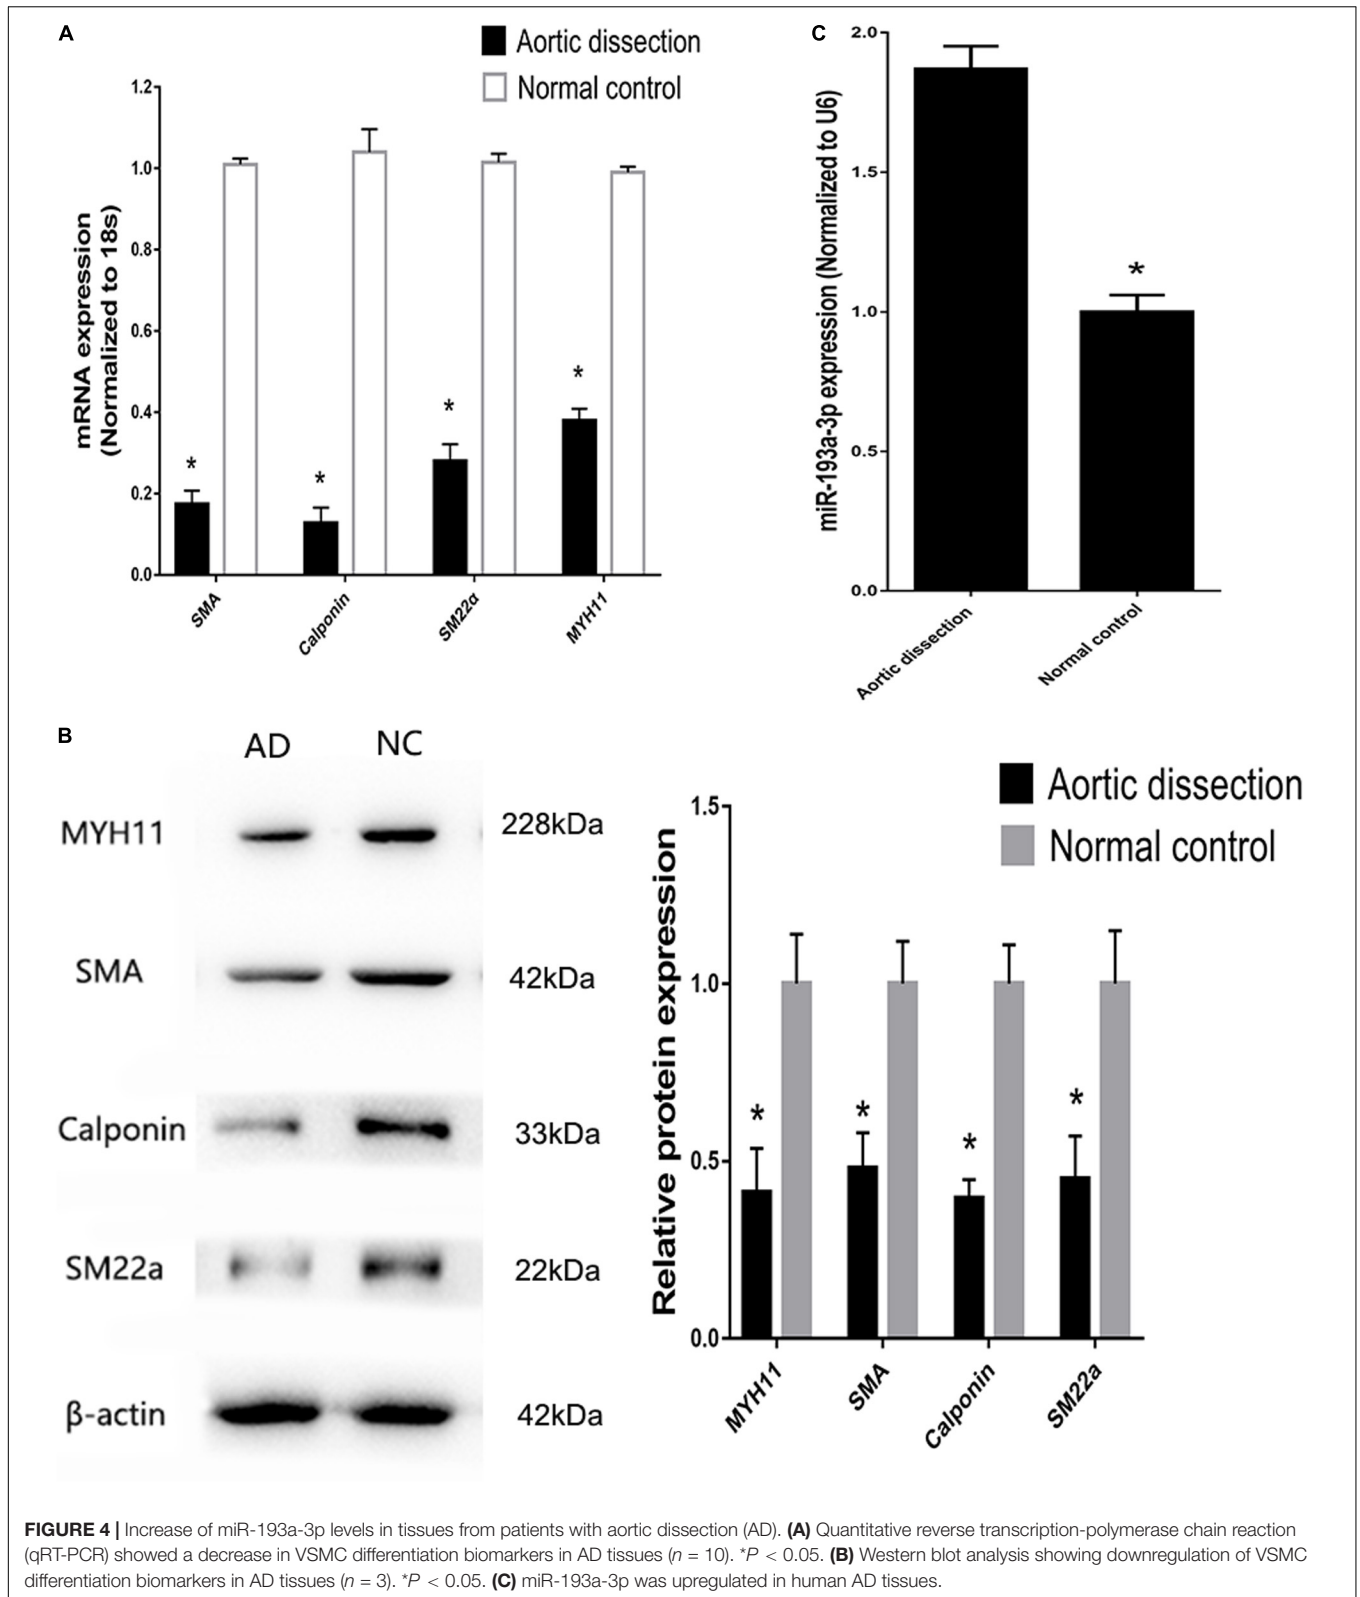 A
Aortic dissection
Normal control
1.2
1.0
0.8
0.6
0.4
0.2
0.0
mRNA expression
(Normalized to 18s)
*
*
*
*
SMA
Calponin
SM22α
MYH11
C
2.0
1.5
1.0
0.5
0.0
miR-193a-3p expression (Normalized to U6)
*
Aortic dissection
Normal control
B
AD NC
MYH11 228kDa
SMA 42kDa
Calponin 33kDa
SM22a 22kDa
β-actin 42kDa
Aortic dissection
Normal control
1.5
1.0
0.5
0.0
Relative protein expression
*
*
*
*
MYH11
SMA
Calponin
SM22a
FIGURE 4 | Increase of miR-193a-3p levels in tissues from patients with aortic dissection (AD). (A) Quantitative reverse transcription-polymerase chain reaction
(qRT-PCR) showed a decrease in VSMC differentiation biomarkers in AD tissues (n = 10). *P < 0.05. (B) Western blot analysis showing downregulation of VSMC
differentiation biomarkers in AD tissues (n = 3). *P < 0.05. (C) miR-193a-3p was upregulated in human AD tissues.